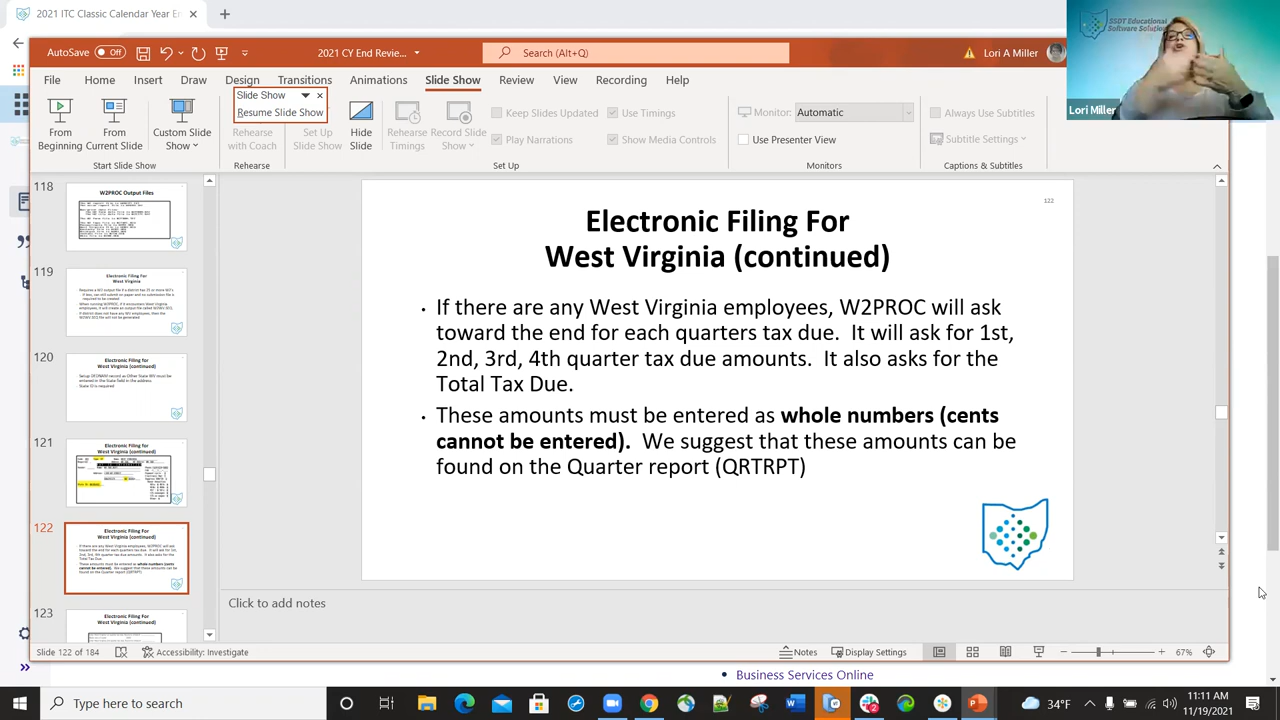 2021 ITC Classic Calendar Year En
AutoSave
Off
2021 CY End Revie...
Search (Alt+Q)
Lori A Miller
SSDT Educational
Software Solutions
Lori Miller
File Home Insert Draw Design Transitions Animations Slide Show Review View Recording Help
Slide Show
Resume Slide Show
From
Beginning
From
Current Slide
Custom Slide
Show
Start Slide Show
Rehearse
with Coach
Rehearse
Set Up
Slide Show
Hide
Slide
Rehearse
Timings
Record Slide
Show
Keep Slides Updated
Play Narrations
Use Timings
Show Media Controls
Set Up
Monitor: Automatic
Use Presenter View
Monitors
Always Use Subtitles
Subtitle Settings
Captions & Subtitles
118
W2PROC Output Files
119
Electronic Filing For
West Virginia
120
Electronic Filing for
West Virginia (continued)
121
Electronic Filing For
West Virginia (continued)
122
Electronic Filing For
West Virginia (continued)
123
Electronic Filing For
West Virginia (continued)
122
Electronic Filing For
West Virginia (continued)
• If there are any West Virginia employees, W2PROC will ask
toward the end for each quarters tax due. It will ask for 1st,
2nd, 3rd, 4th quarter tax due amounts. It also asks for the
Total Tax Due.
• These amounts must be entered as whole numbers (cents
cannot be entered). We suggest that these amounts can be
found on the Quarter report (QRTRPT)
Click to add notes
Slide 122 of 184
Accessibility: Investigate
Notes
Display Settings
67%
• Business Services Online
Type here to search
34°F
11:11 AM
11/19/2021